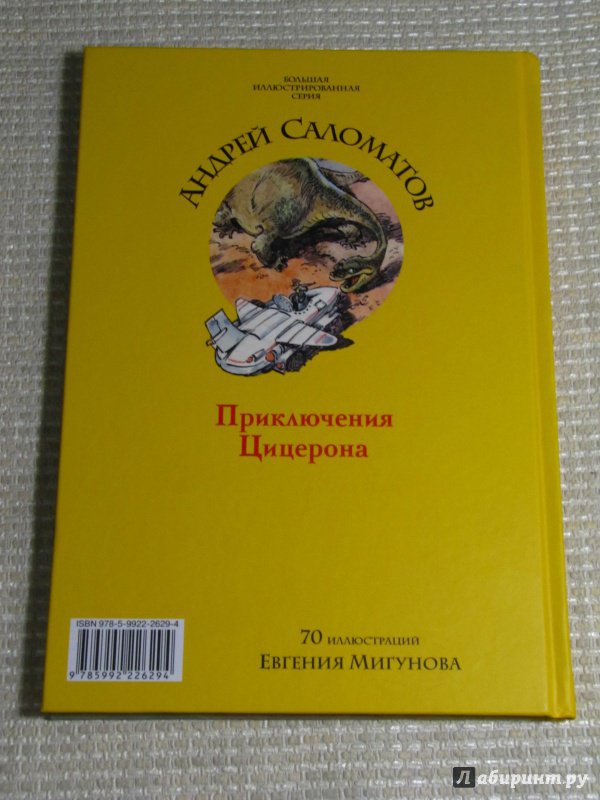 БОЛЬШАЯ
ИЛЛЮСТРИРОВАННАЯ
СЕРИЯ
АНДРЕЙ САЛОМАТОВ
Приключения
Цицерона
ISBN 978-5-9922-2629-4
9 785992 226294
70 ИЛЛЮСТРАЦИЙ
ЕВГЕНИЯ МИГУНОВА
Лабиринт.ру